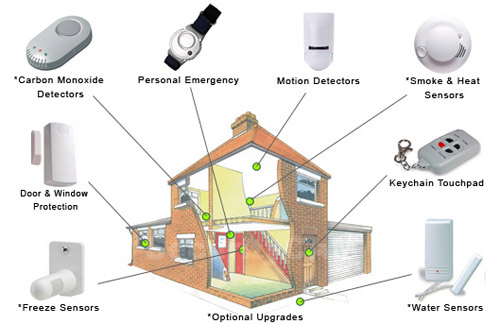 *Carbon Monoxide
Detectors
Personal Emergency
Motion Detectors
*Smoke & Heat
Sensors
Door & Window
Protection
Keychain Touchpad
*Freeze Sensors
*Optional Upgrades
*Water Sensors